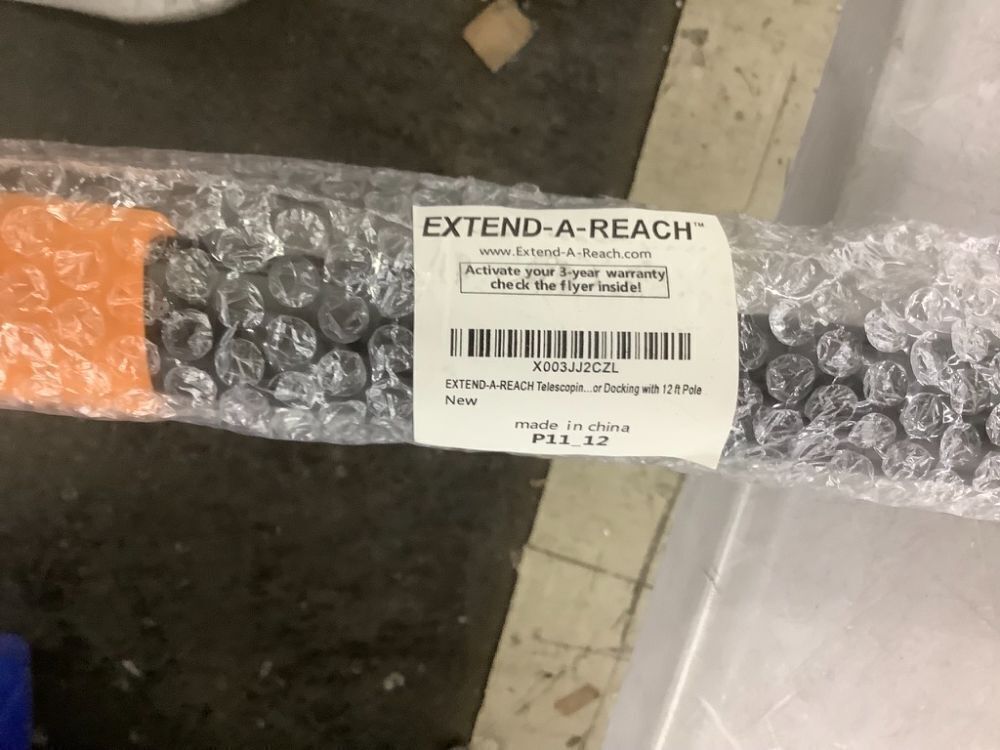 EXTEND-A-REACH™
www.Extend-A-Reach.com
Activate your 3-year warranty
check the flyer inside!
X003JJ2CZL
EXTEND-A-REACH Telescopin...or Docking with 12 ft Pole
New
made in china
P11_12